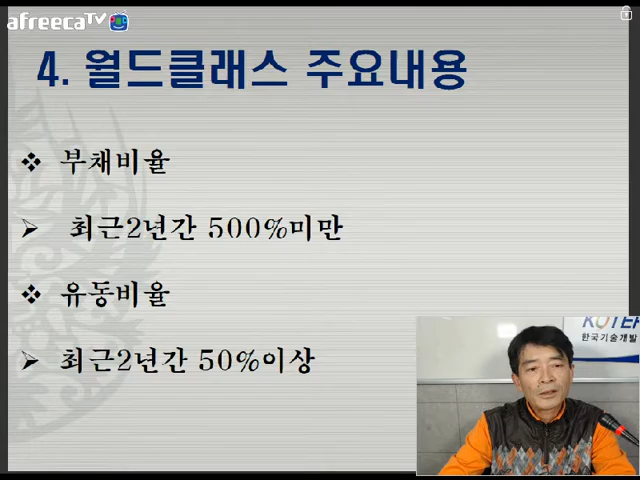 afreecaTV
4. 월드클래스 주요내용
❖ 부채비율
➢ 최근2년간 500%미만
❖ 유동비율
➢ 최근2년간 50%이상
한국기술개발